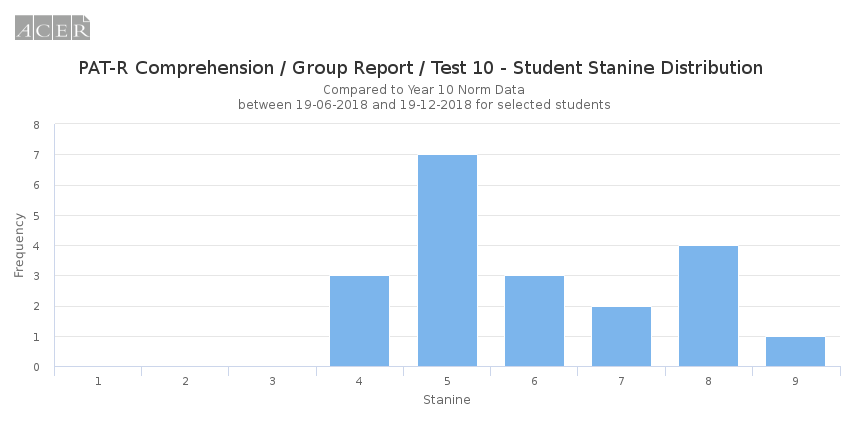 ACER
PAT-R Comprehension / Group Report / Test 10 - Student Stanine Distribution
Compared to Year 10 Norm Data
between 19-06-2018 and 19-12-2018 for selected students
8
7
6
5
4
3
2
1
0
Frequency
1 2 3 4 5 6 7 8 9
Stanine